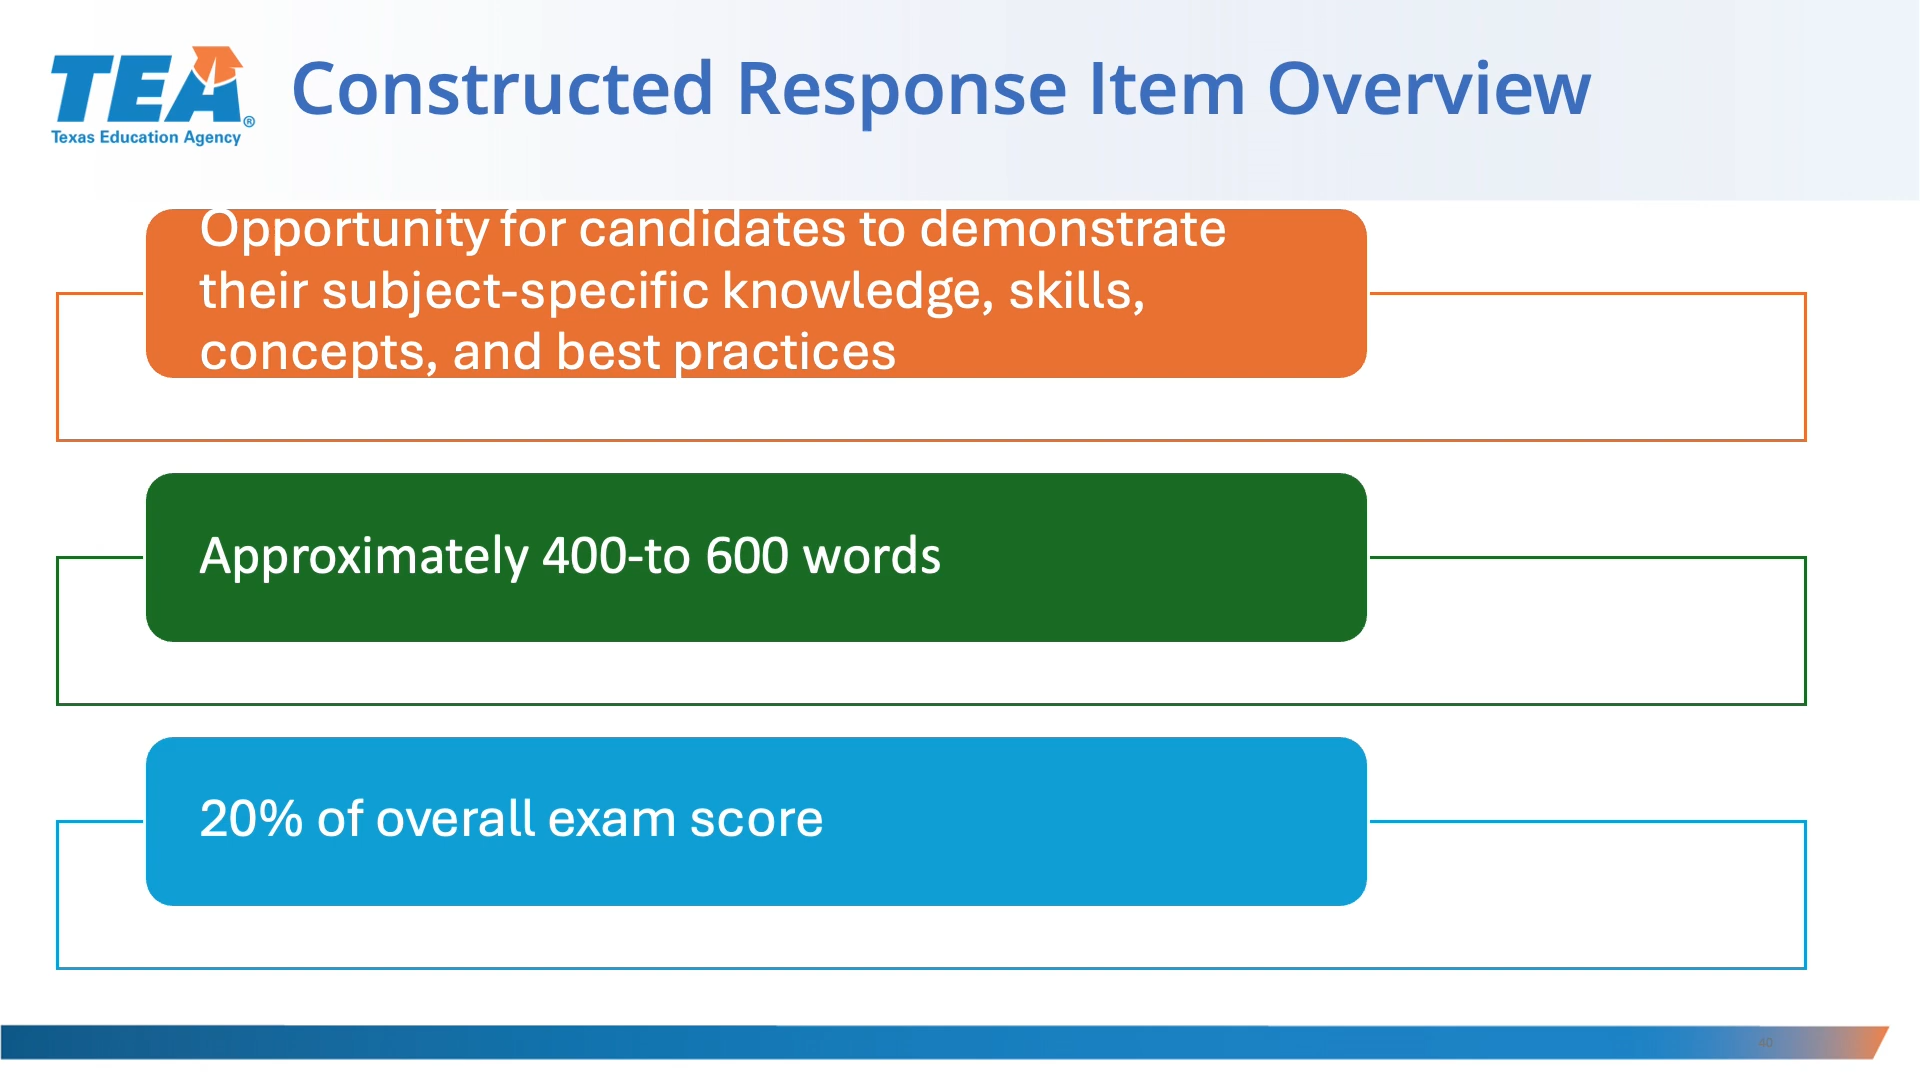 TEA®
Texas Education Agency
Constructed Response Item Overview
Opportunity for candidates to demonstrate
their subject-specific knowledge, skills,
concepts, and best practices
Approximately 400-to 600 words
20% of overall exam score
40